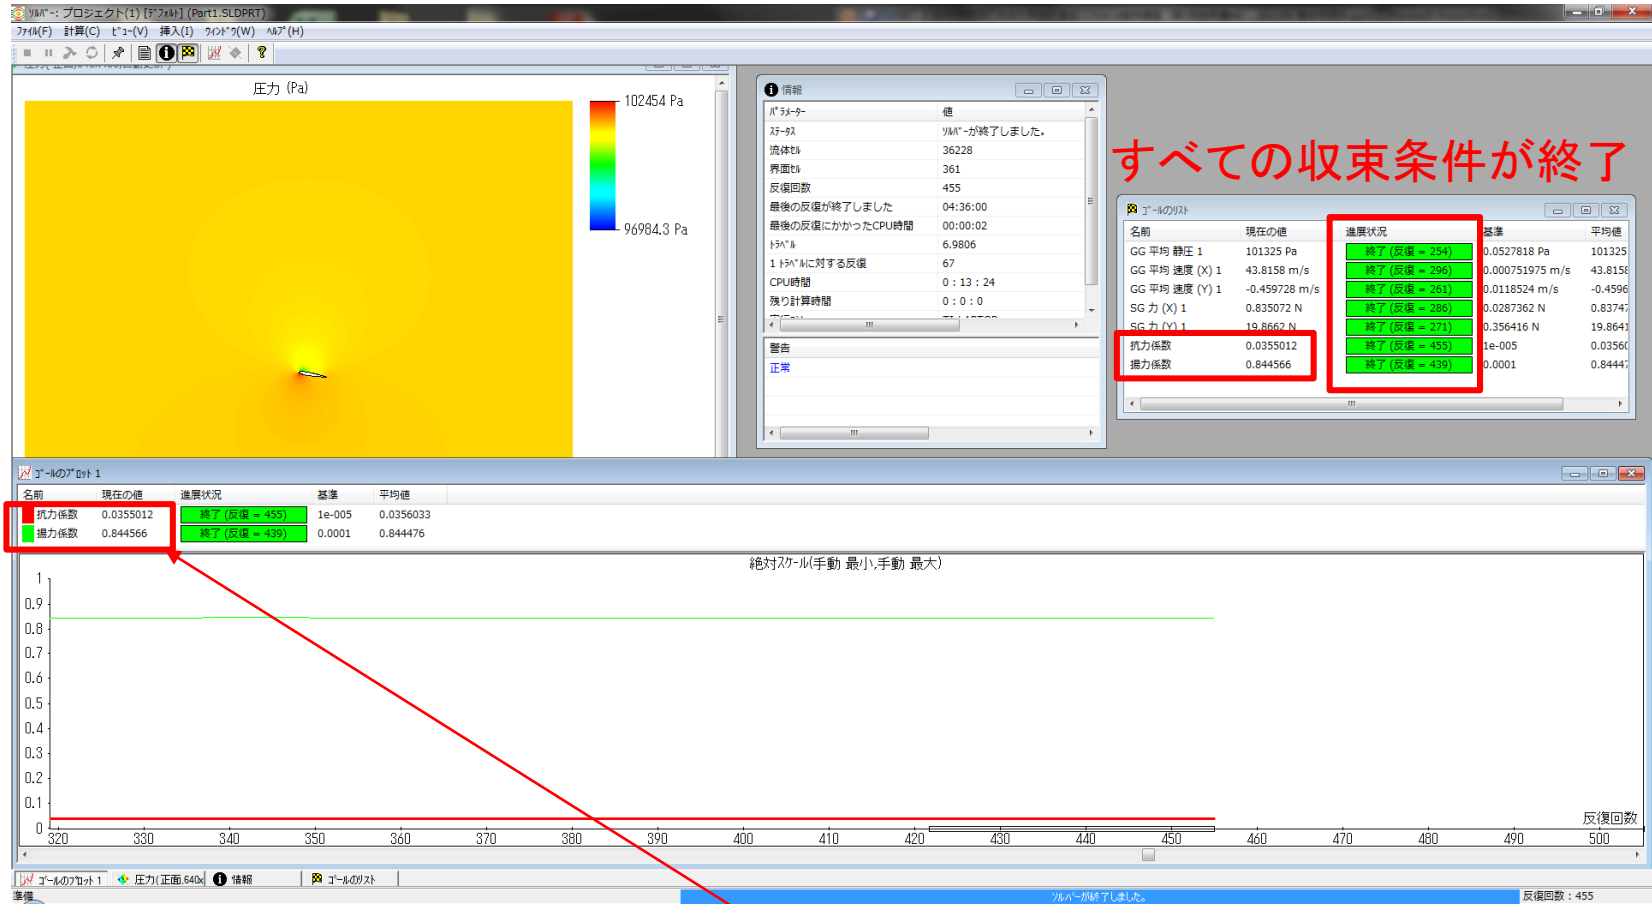 ｿﾙﾊﾞｰ: プロジェクト(1) [ﾃﾞﾌｫﾙﾄ] (Part1.SLDPRT)
ﾌｧｲﾙ(F) 計算(C) ﾋﾞｭｰ(V) 挿入(I) ｳｨﾝﾄﾞｳ(W) ﾍﾙﾌﾟ(H)
圧力 (Pa)
102454 Pa
96984.3 Pa
情報
ﾊﾟﾗﾒｰﾀｰ 値
ｽﾃｰﾀｽ ｿﾙﾊﾞｰが終了しました。
流体ｾﾙ 36228
界面ｾﾙ 361
反復回数 455
最後の反復が終了しました 04:36:00
最後の反復にかかったCPU時間 00:00:02
ﾄﾗﾍﾞﾙ 6.9806
1 ﾄﾗﾍﾞﾙに対する反復 67
CPU時間 0 : 13 : 24
残り計算時間 0 : 0 : 0
警告
正常
すべての収束条件が終了
ｺﾞｰﾙのﾘｽﾄ
名前 現在の値 進展状況 基準 平均値
GG 平均 静圧 1 101325 Pa 終了 (反復 = 254) 0.0527818 Pa 101325
GG 平均 速度 (X) 1 43.8158 m/s 終了 (反復 = 296) 0.000751975 m/s 43.8158
GG 平均 速度 (Y) 1 -0.459728 m/s 終了 (反復 = 261) 0.0118524 m/s -0.4596
SG 力 (X) 1 0.835072 N 終了 (反復 = 286) 0.0287362 N 0.83747
SG 力 (Y) 1 19.8662 N 終了 (反復 = 271) 0.356416 N 19.8641
抗力係数 0.0355012 終了 (反復 = 455) 1e-005 0.03560
揚力係数 0.844566 終了 (反復 = 439) 0.0001 0.84447
ｺﾞｰﾙのﾌﾟﾛｯﾄ 1
名前 現在の値 進展状況 基準 平均値
抗力係数 0.0355012 終了 (反復 = 455) 1e-005 0.0356033
揚力係数 0.844566 終了 (反復 = 439) 0.0001 0.844476
絶対ｽｹｰﾙ(手動 最小,手動 最大)
1
0.9
0.8
0.7
0.6
0.5
0.4
0.3
0.2
0.1
0
反復回数
320 330 340 350 360 370 380 390 400 410 420 430 440 450 460 470 480 490 500
ｺﾞｰﾙのﾌﾟﾛｯﾄ 1 圧力(正面,640x 情報 ｺﾞｰﾙのﾘｽﾄ
準備 ｿﾙﾊﾞｰが終了しました。 反復回数 : 455